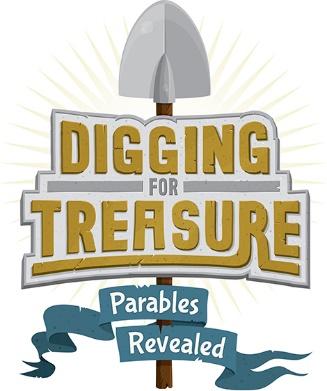 DIGGING
FOR
TREASURE
Parables
Revealed